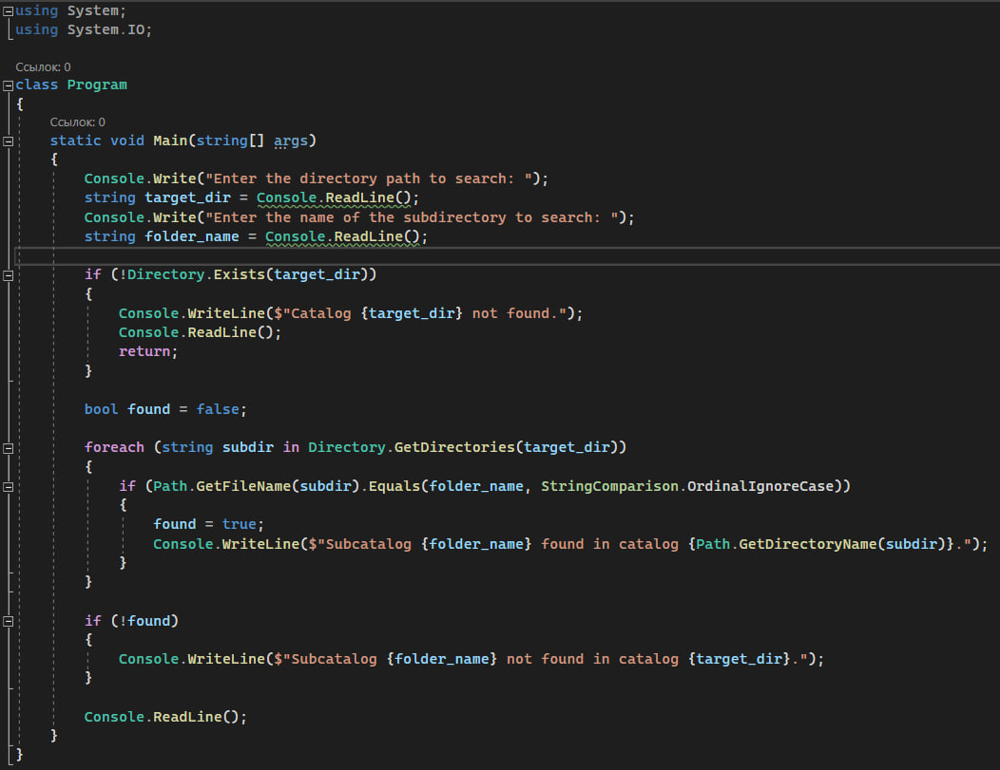 using System;
using System.IO;
Ссылок: 0
class Program
{
Ссылок: 0
static void Main(string[] args)
{
Console.Write("Enter the directory path to search: ");
string target_dir = Console.ReadLine();
Console.Write("Enter the name of the subdirectory to search: ");
string folder_name = Console.ReadLine();
if (!Directory.Exists(target_dir))
{
Console.WriteLine($"Catalog {target_dir} not found.");
Console.ReadLine();
return;
}
bool found = false;
foreach (string subdir in Directory.GetDirectories(target_dir))
{
if (Path.GetFileName(subdir).Equals(folder_name, StringComparison.OrdinalIgnoreCase))
{
found = true;
Console.WriteLine($"Subcatalog {folder_name} found in catalog {Path.GetDirectoryName(subdir)}.");
}
}
if (!found)
{
Console.WriteLine($"Subcatalog {folder_name} not found in catalog {target_dir}.");
}
Console.ReadLine();
}
}